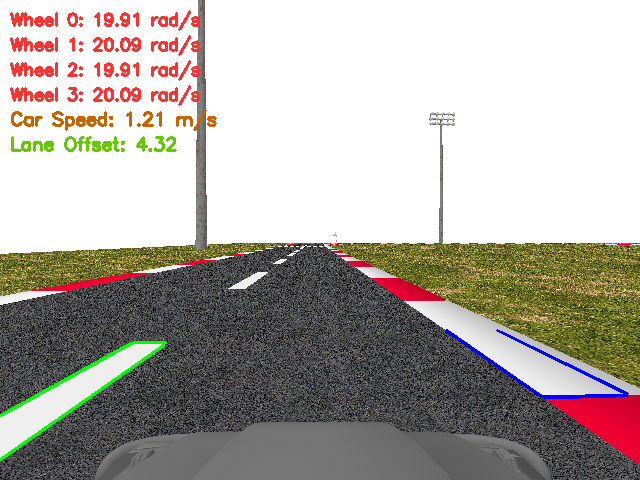 Wheel 0: 19.91 rad/s
Wheel 1: 20.09 rad/s
Wheel 2: 19.91 rad/s
Wheel 3: 20.09 rad/s
Car Speed: 1.21 m/s
Lane Offset: 4.32